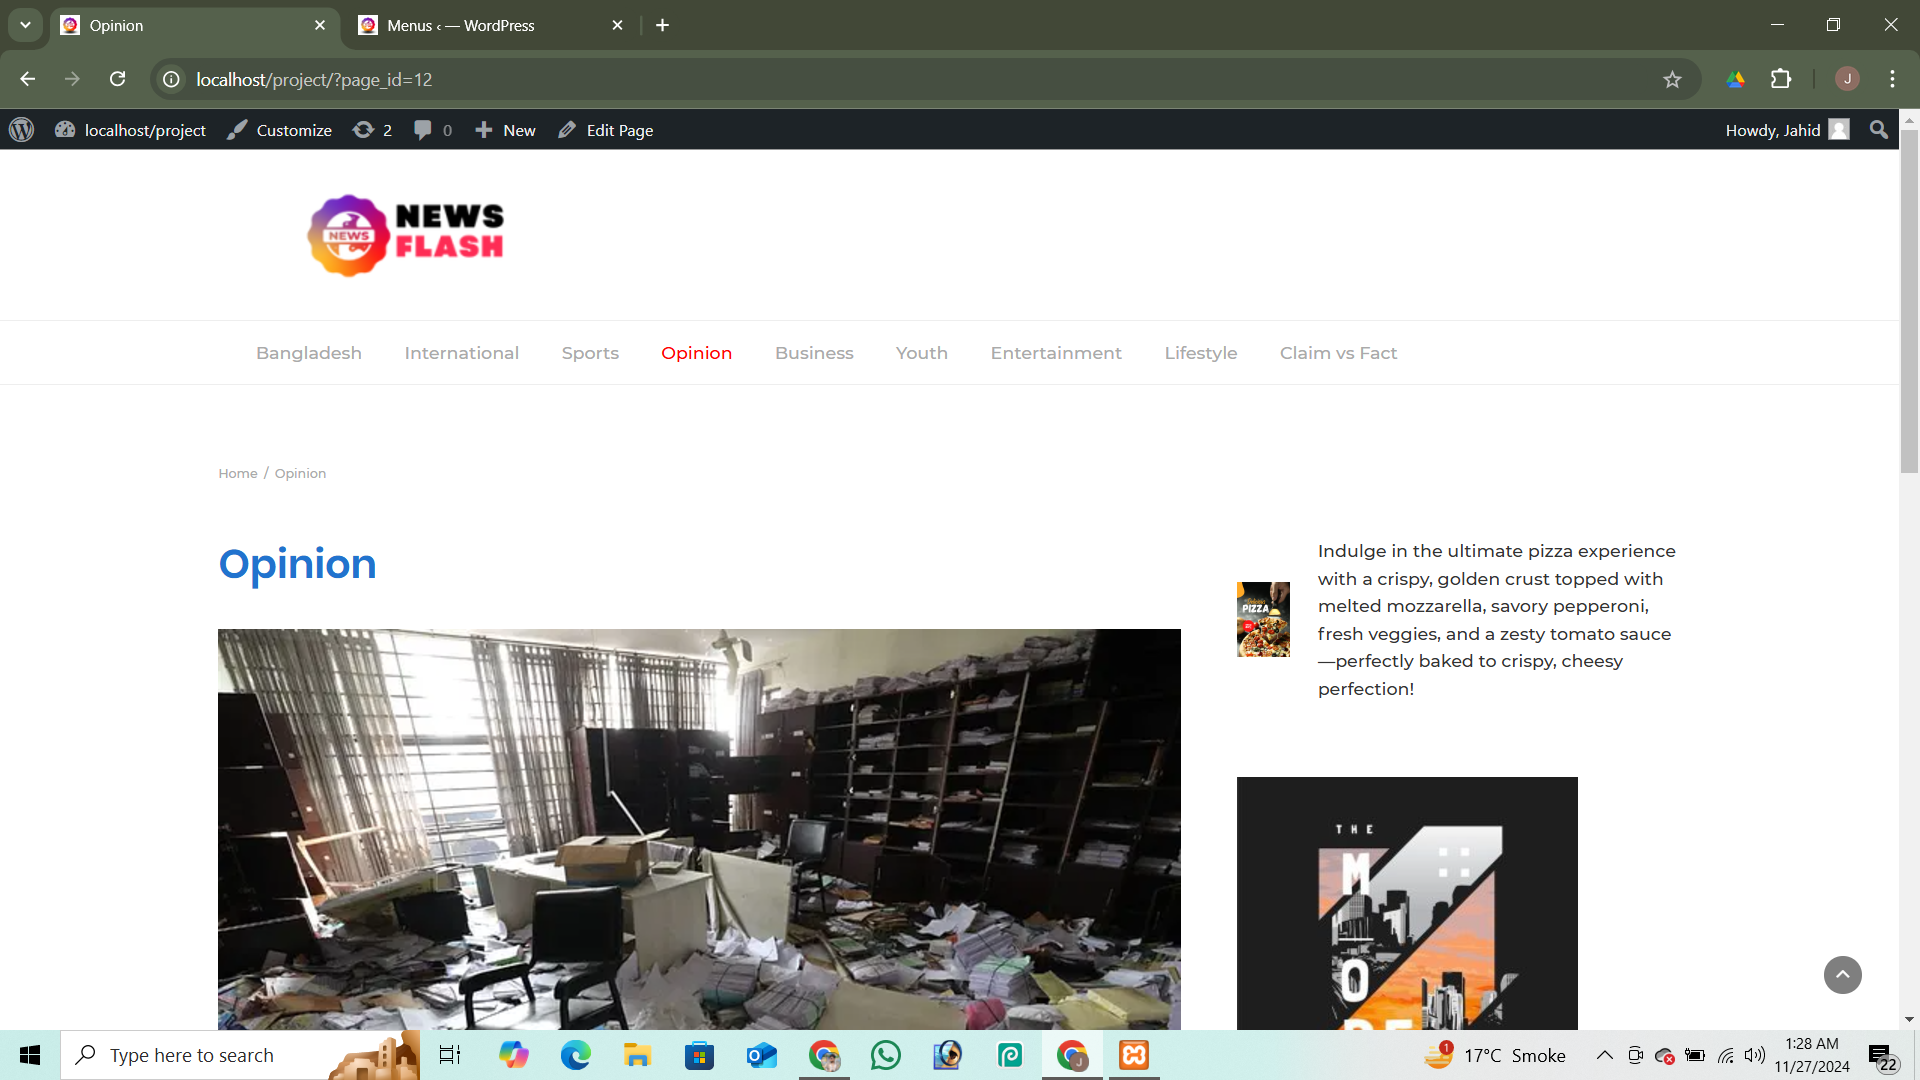 Opinion
Menus ‹ — WordPress
localhost/project/?page_id=12
J
localhost/project
Customize
2
0
New
Edit Page
Howdy, Jahid
NEWS
NEWS
FLASH
Bangladesh
International
Sports
Opinion
Business
Youth
Entertainment
Lifestyle
Claim vs Fact
Home / Opinion
Opinion
Indulge in the ultimate pizza experience
with a crispy, golden crust topped with
melted mozzarella, savory pepperoni,
fresh veggies, and a zesty tomato sauce
—perfectly baked to crispy, cheesy
perfection!
PIZZA
THE
M
O
Type here to search
J
1
17°C Smoke
1:28 AM
11/27/2024
22